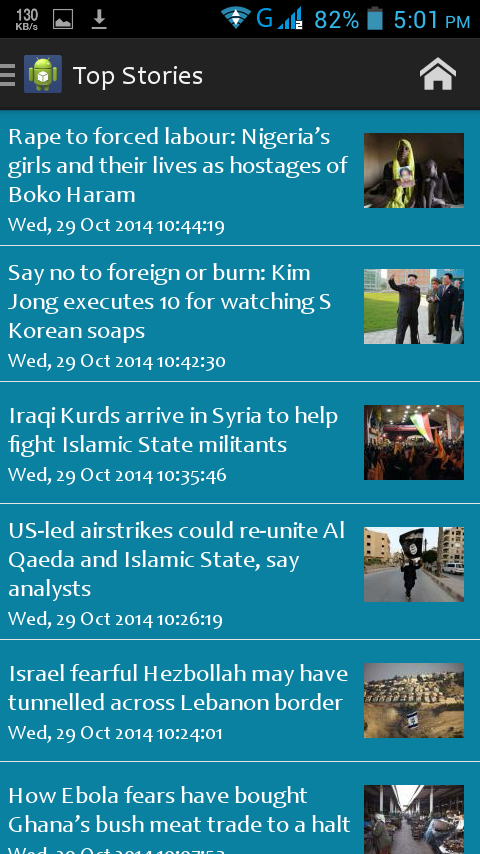 130
KB/s
G
2
82%
5:01 PM
Top Stories
Rape to forced labour: Nigeria’s
girls and their lives as hostages of
Boko Haram
Wed, 29 Oct 2014 10:44:19
Say no to foreign or burn: Kim
Jong executes 10 for watching S
Korean soaps
Wed, 29 Oct 2014 10:42:30
Iraqi Kurds arrive in Syria to help
fight Islamic State militants
Wed, 29 Oct 2014 10:35:46
US-led airstrikes could re-unite Al
Qaeda and Islamic State, say
analysts
Wed, 29 Oct 2014 10:26:19
Israel fearful Hezbollah may have
tunnelled across Lebanon border
Wed, 29 Oct 2014 10:24:01
How Ebola fears have bought
Ghana’s bush meat trade to a halt
Wed, 29 Oct 2014